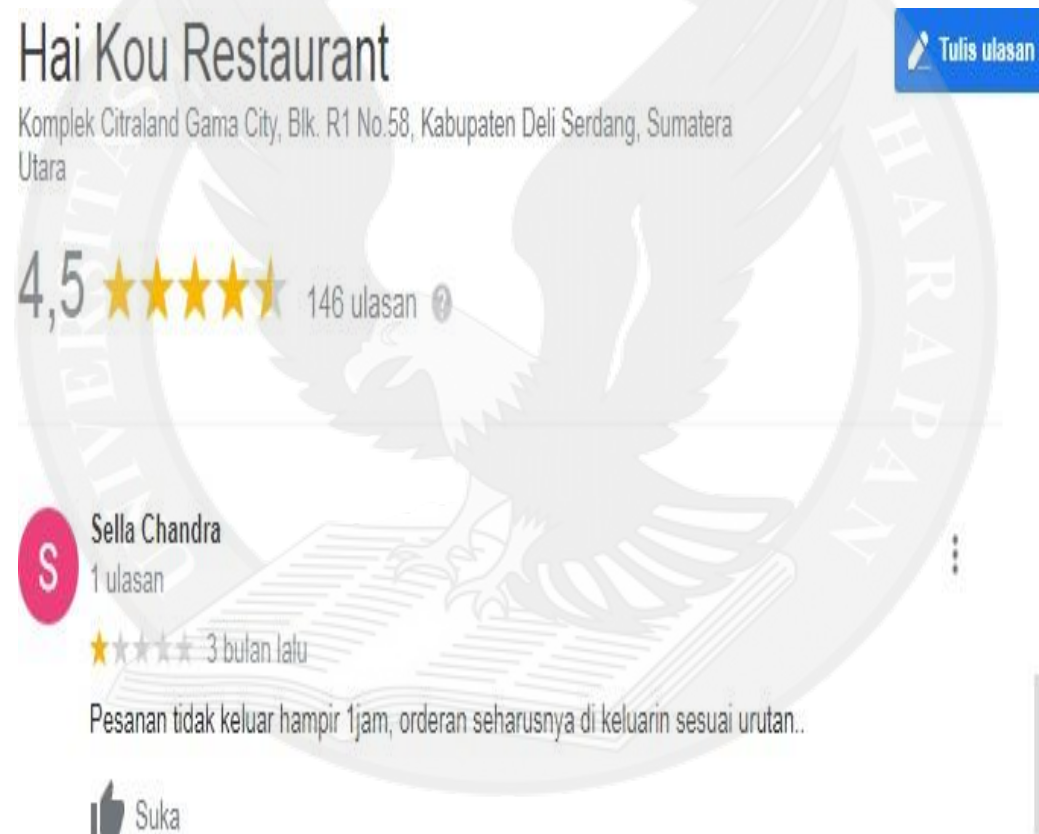 Hai Kou Restaurant
Tulis ulasan
Komplek Citraland Gama City, Blk. R1 No.58, Kabupaten Deli Serdang, Sumatera
Utara
4,5
146 ulasan
?
UNIVERSITAS
HARAPAN
S
Sella Chandra
1 ulasan
3 bulan lalu
Pesanan tidak keluar hampir 1jam, orderan seharusnya di keluarin sesuai urutan..
Suka